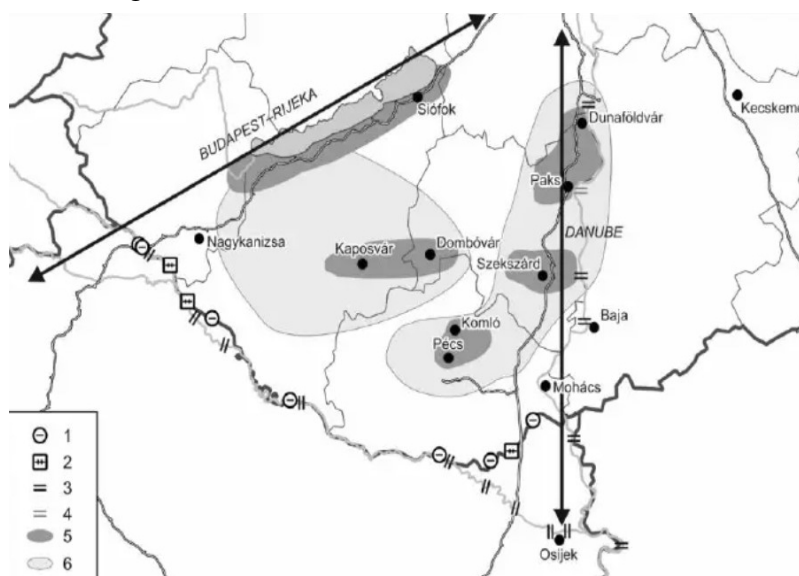 BUDAPEST–RIJEKA
Siófok
Kecskem
Dunaföldvár
Paks
DANUBE
Nagykanizsa
Kaposvár
Dombóvár
Szekszárd
Komló
Pécs
Baja
Mohács
Osijek
1
2
3
4
5
6